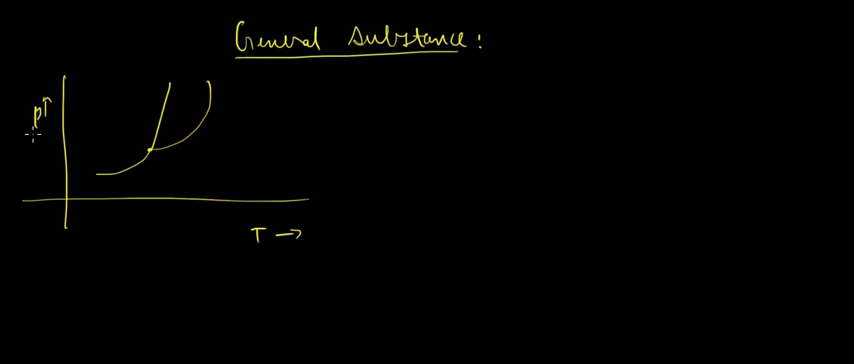 General Substance :
p↑
T →